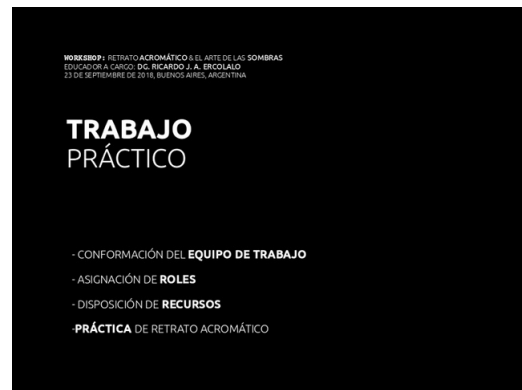 WORKSHOP: RETRATO ACROMÁTICO & EL ARTE DE LAS SOMBRAS
EDUCADOR A CARGO: DG. RICARDO J. A. ERCOLALO
23 DE SEPTIEMBRE DE 2018, BUENOS AIRES, ARGENTINA
TRABAJO
PRÁCTICO
- CONFORMACIÓN DEL EQUIPO DE TRABAJO
- ASIGNACIÓN DE ROLES
- DISPOSICIÓN DE RECURSOS
-PRÁCTICA DE RETRATO ACROMÁTICO